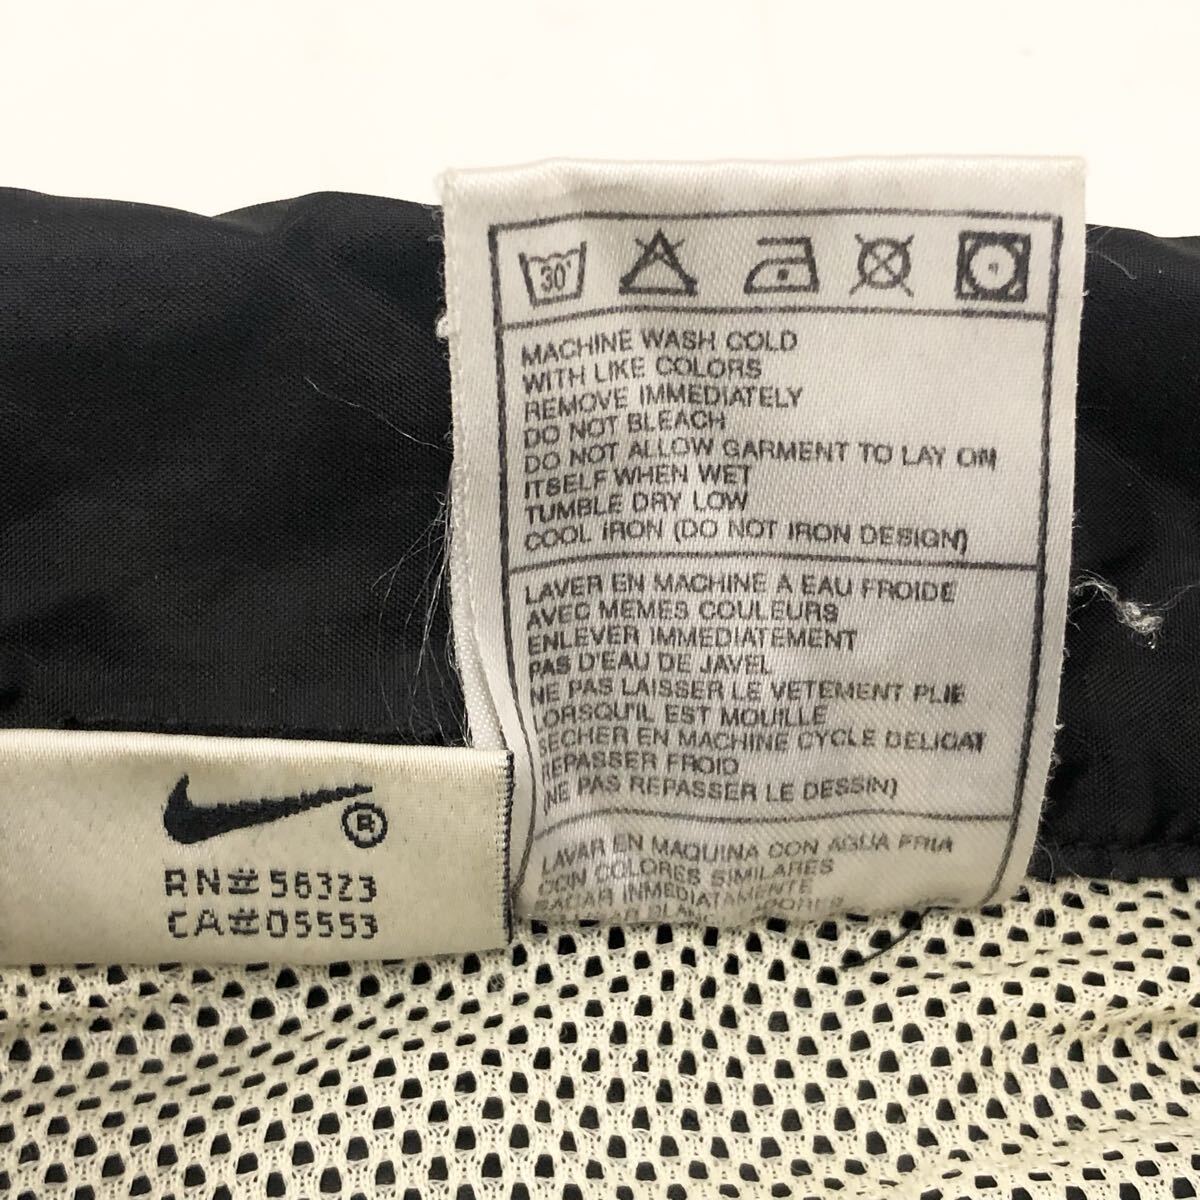 30°
MACHINE WASH COLD
WITH LIKE COLORS
REMOVE IMMEDIATELY
DO NOT BLEACH
DO NOT ALLOW GARMENT TO LAY ON
ITSELF WHEN WET
TUMBLE DRY LOW
COOL IRON (DO NOT IRON DESIGN)
LAVER EN MACHINE A EAU FROIDE
AVEC MEMES COULEURS
ENLEVER IMMEDIATEMENT
PAS D'EAU DE JAVEL
NE PAS LAISSER LE VETEMENT PLIE
LORSQU'IL EST MOUILLE
SECHER EN MACHINE CYCLE DELICAT
REPASSER FROID
(NE PAS REPASSER LE DESSIN)
LAVAR EN MAQUINA CON AGUA FRIA
CON COLORES SIMILARES
INMEDIATAMENTE
®
RN#56323
CA#05553